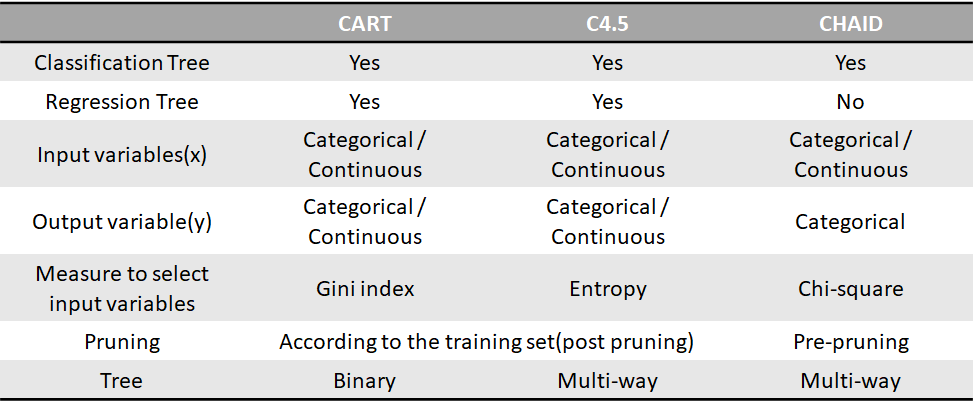 CART C4.5 CHAID
Classification Tree Yes Yes Yes
Regression Tree Yes Yes No
Input variables(x) Categorical / Continuous Categorical / Continuous Categorical / Continuous
Output variable(y) Categorical / Continuous Categorical / Continuous Categorical
Measure to select input variables Gini index Entropy Chi-square
Pruning According to the training set(post pruning) Pre-pruning
Tree Binary Multi-way Multi-way